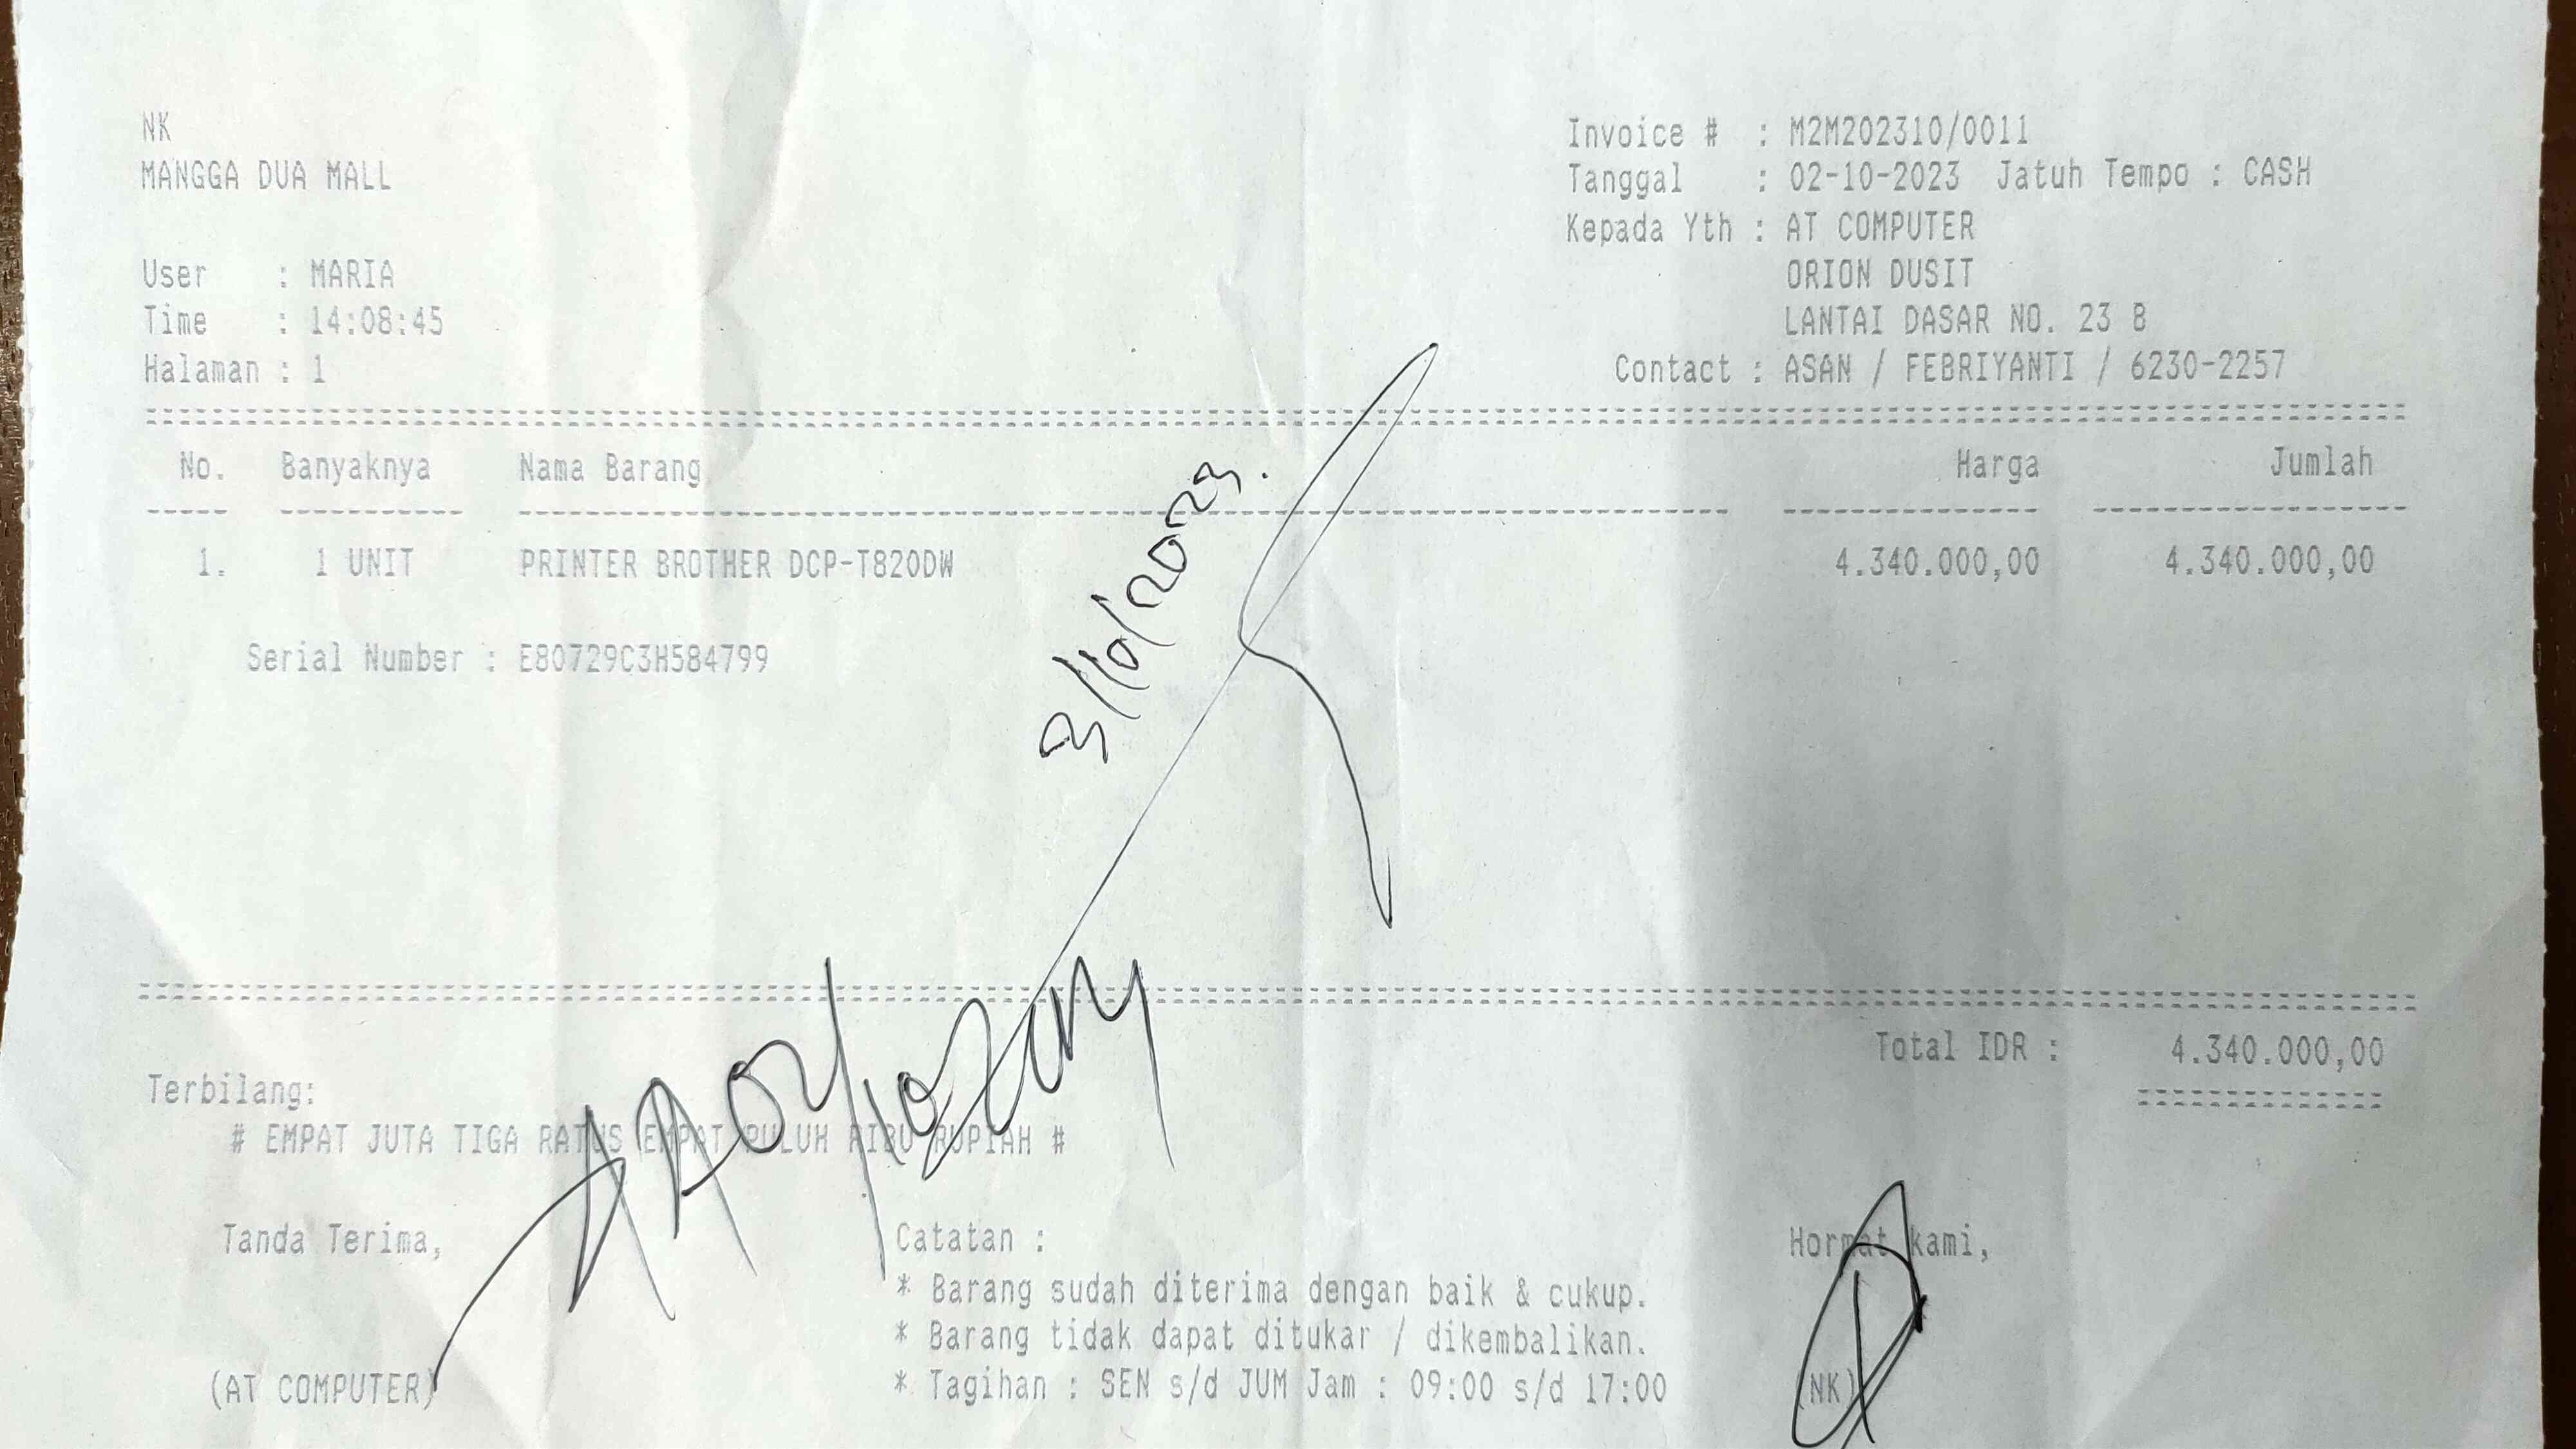 NK
MANGGA DUA MALL
User : MARIA
Time : 14:08:45
Halaman : 1
Invoice # : M2M202310/0011
Tanggal : 02-10-2023 Jatuh Tempo : CASH
Kepada Yth : AT COMPUTER
ORION DUSIT
LANTAI DASAR NO. 23 B
Contact : ASAN / FEBRIYANTI / 6230-2257
No. Banyaknya Nama Barang Harga Jumlah
1. 1 UNIT PRINTER BROTHER DCP-T820DW 4.340.000,00 4.340.000,00
Serial Number : E80729C3H584799
3/10/2023.
Total IDR : 4.340.000,00
Terbilang:
# EMPAT JUTA TIGA RATUS EMPAT PULUH RIBU RUPIAH #
Tanda Terima,
(AT COMPUTER)
Catatan :
* Barang sudah diterima dengan baik & cukup.
* Barang tidak dapat ditukar / dikembalikan.
* Tagihan : SEN s/d JUM Jam : 09:00 s/d 17:00
Hormat kami,
(NK)